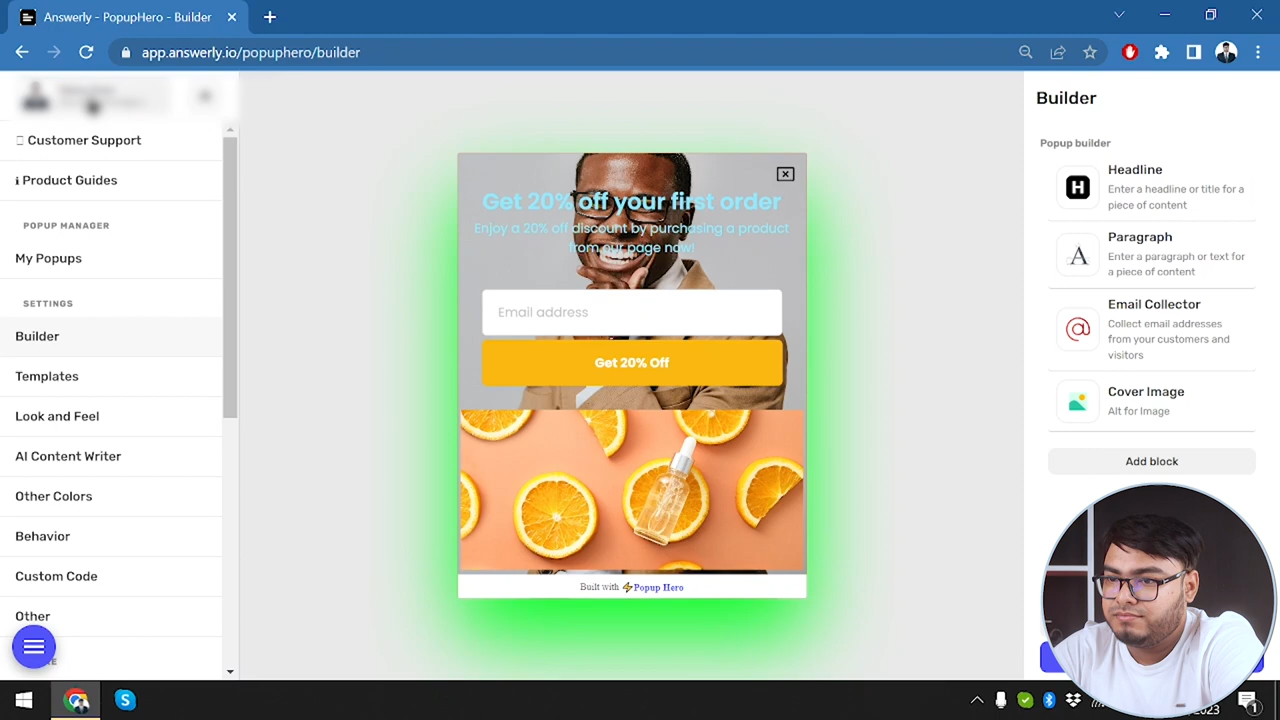 Answerly - PopupHero - Builder
app.answerly.io/popuphero/builder
Customer Support
Product Guides
POPUP MANAGER
My Popups
SETTINGS
Builder
Templates
Look and Feel
AI Content Writer
Other Colors
Behavior
Custom Code
Other
Get 20% off your first order
Enjoy a 20% off discount by purchasing a product
from our page now!
Email address
Get 20% Off
Built with ⚡Popup Hero
Builder
Popup builder
H
Headline
Enter a headline or title for a
piece of content
A
Paragraph
Enter a paragraph or text for
a piece of content
@
Email Collector
Collect email addresses
from your customers and
visitors
Cover Image
Alt for Image
Add block
2023
1